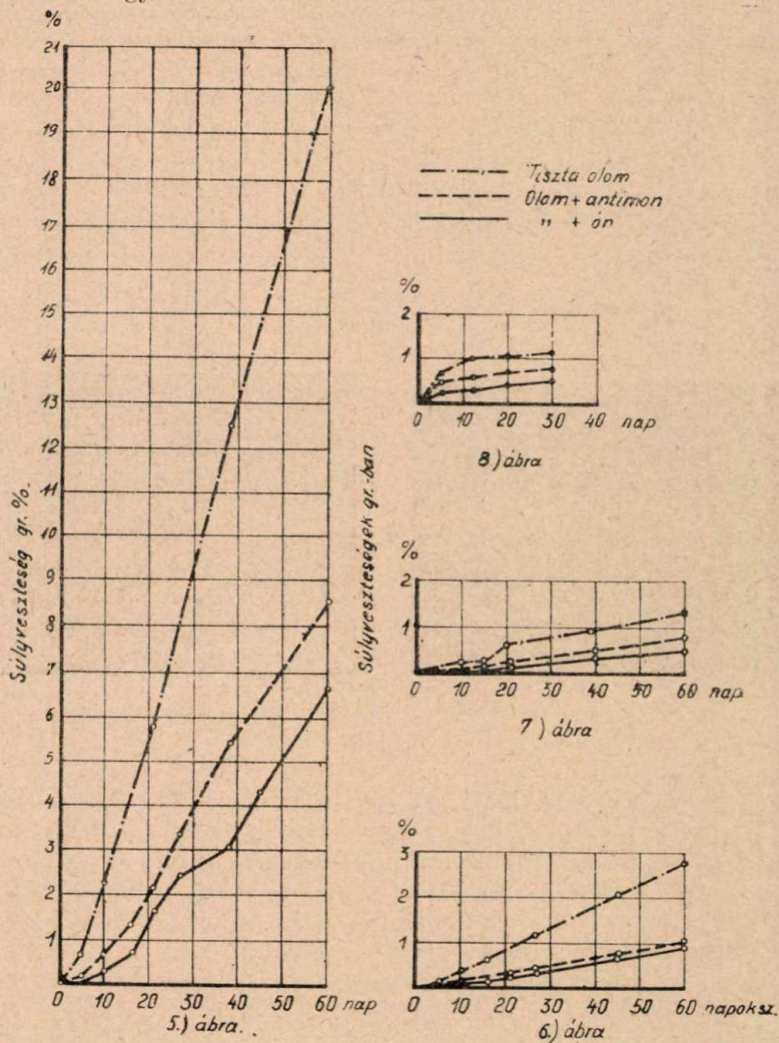 %
21
20
19
18
17
16
15
14
13
12
11
10
9
8
7
6
5
4
3
2
1
0 10 20 30 40 50 60 nap
Súlyveszteség gr. %.
5.) ábra.
Tiszta ólom
Ólom + antimon
" + ón
Súlyveszteségek gr.-ban
%
2
1
0 10 20 30 40 nap
8.) ábra
%
2
1
0 10 20 30 40 50 60 nap.
7.) ábra
%
3
2
1
0 10 20 30 40 50 60 napoksz.
6.) ábra